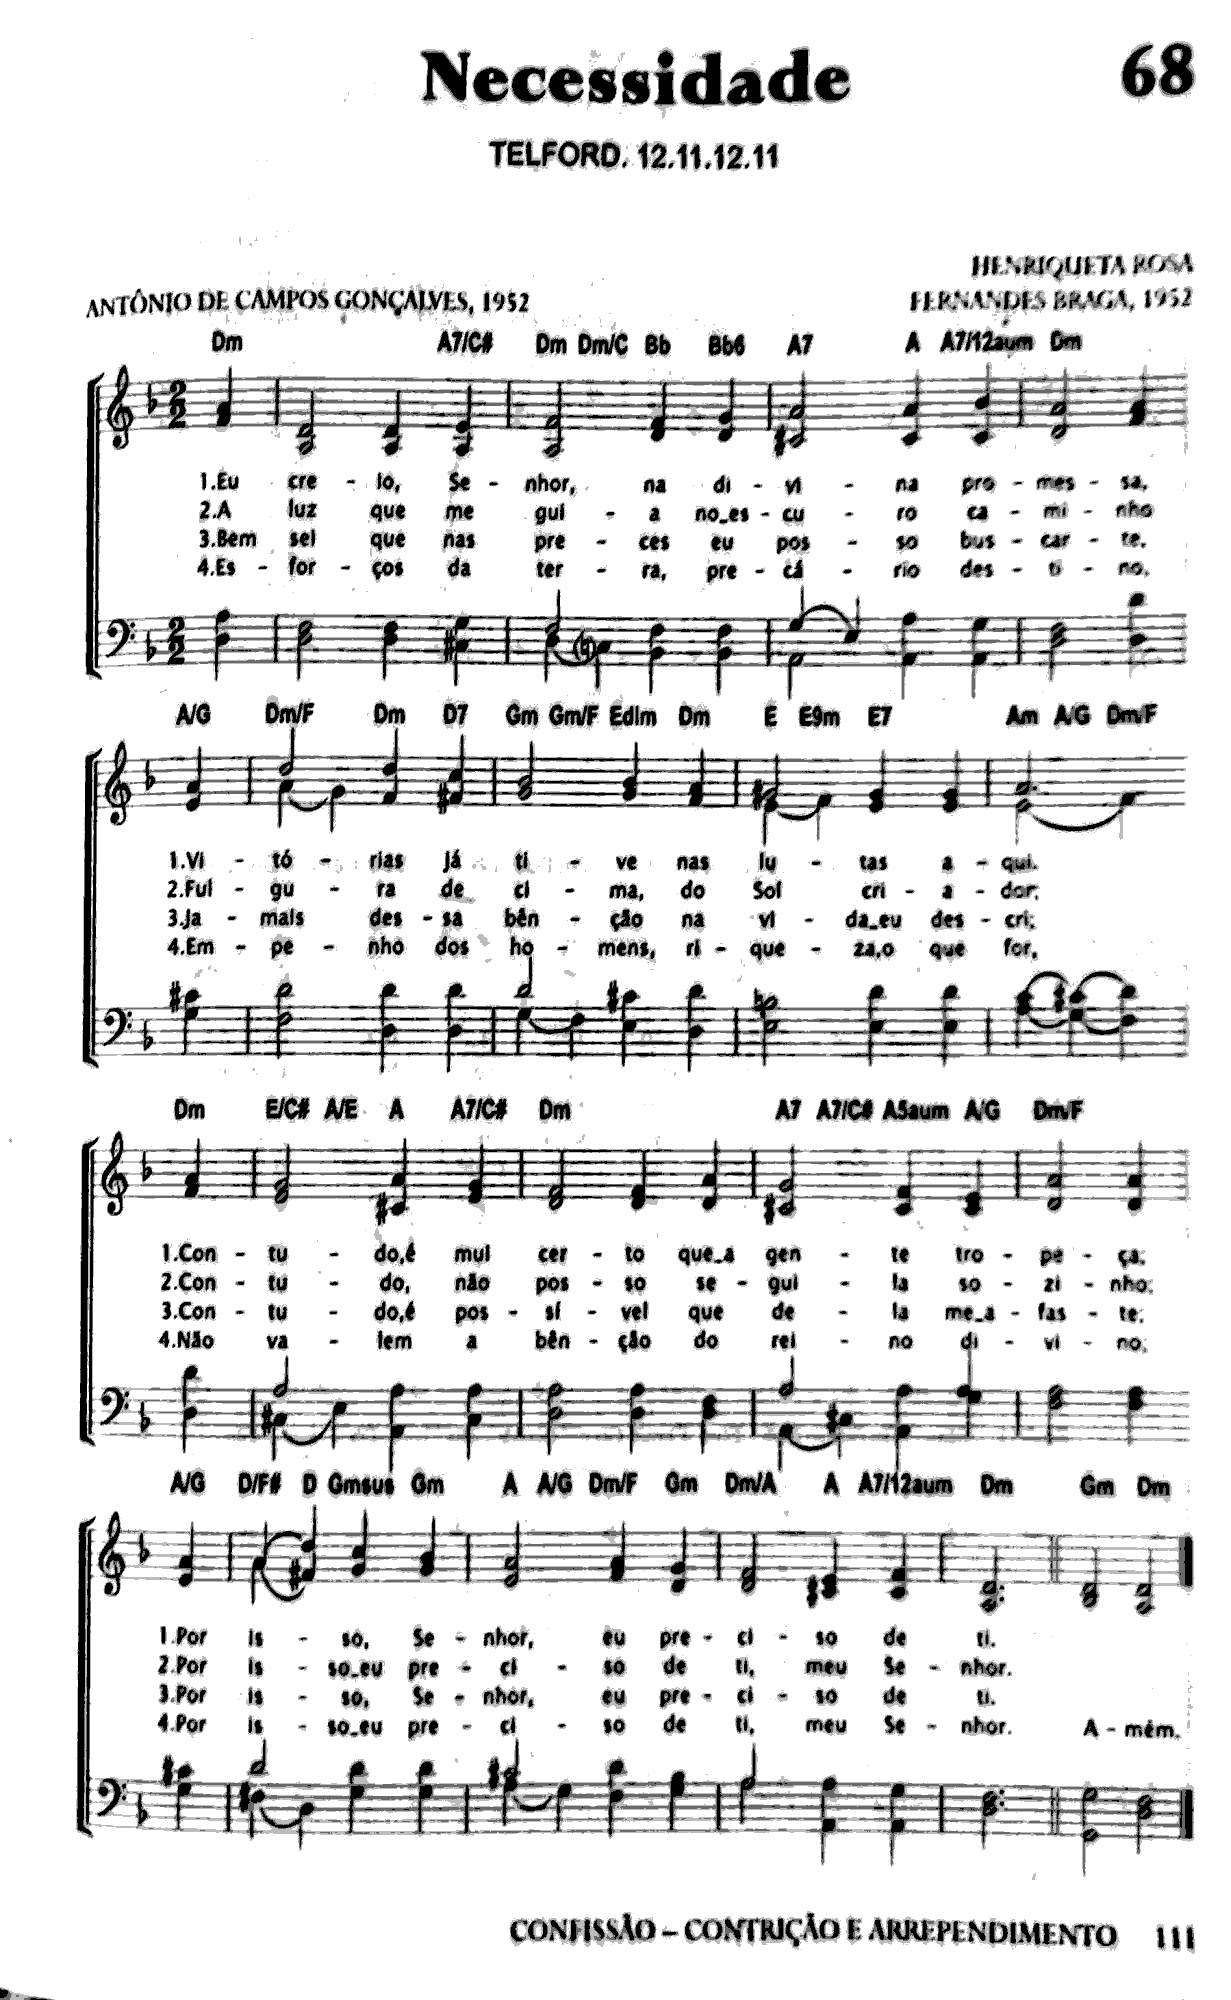 Necessidade 68
TELFORD. 12.11.12.11
HENRIQUETA ROSA
ANTÔNIO DE CAMPOS GONÇALVES, 1952 FERNANDES BRAGA, 1952
Dm A7/C# Dm Dm/C Bb Bb6 A7 A A7/12aum Dm
1.Eu cre - io, Se - nhor, na di - vi - na pro - mes - sa,
2.A luz que me gui - a no_es - cu - ro ca - mi - nho
3.Bem sei que nas pre - ces eu pos - so bus - car - te,
4.Es - for - ços da ter - ra, pre - cá - rio des - ti - no,
A/G Dm/F Dm D7 Gm Gm/F Edim Dm E E9m E7 Am A/G Dm/F
1.Vi - tó - rias já ti - ve nas lu - tas a - qui.
2.Ful - gu - ra de ci - ma, do Sol cri - a - dor;
3.Ja - mais des - sa bên - ção na vi - da_eu des - cri;
4.Em - pe - nho dos ho - mens, ri - que - za,o que for,
Dm E/C# A/E A A7/C# Dm A7 A7/C# A5aum A/G Dm/F
1.Con - tu - do,é mui cer - to que_a gen - te tro - pe - ça;
2.Con - tu - do, não pos - so se - gui - la so - zi - nho;
3.Con - tu - do,é pos - sí - vel que de - la me_a - fas - te;
4.Não va - lem a bên - ção do rei - no di - vi - no;
A/G D/F# D Gmsus Gm A A/G Dm/F Gm Dm/A A A7/12aum Dm Gm Dm
1.Por is - so, Se - nhor, eu pre - ci - so de ti.
2.Por is - so_eu pre - ci - so de ti, meu Se - nhor.
3.Por is - so, Se - nhor, eu pre - ci - so de ti.
4.Por is - so_eu pre - ci - so de ti, meu Se - nhor. A - mém.
CONFISSÃO – CONTRIÇÃO E ARREPENDIMENTO 111